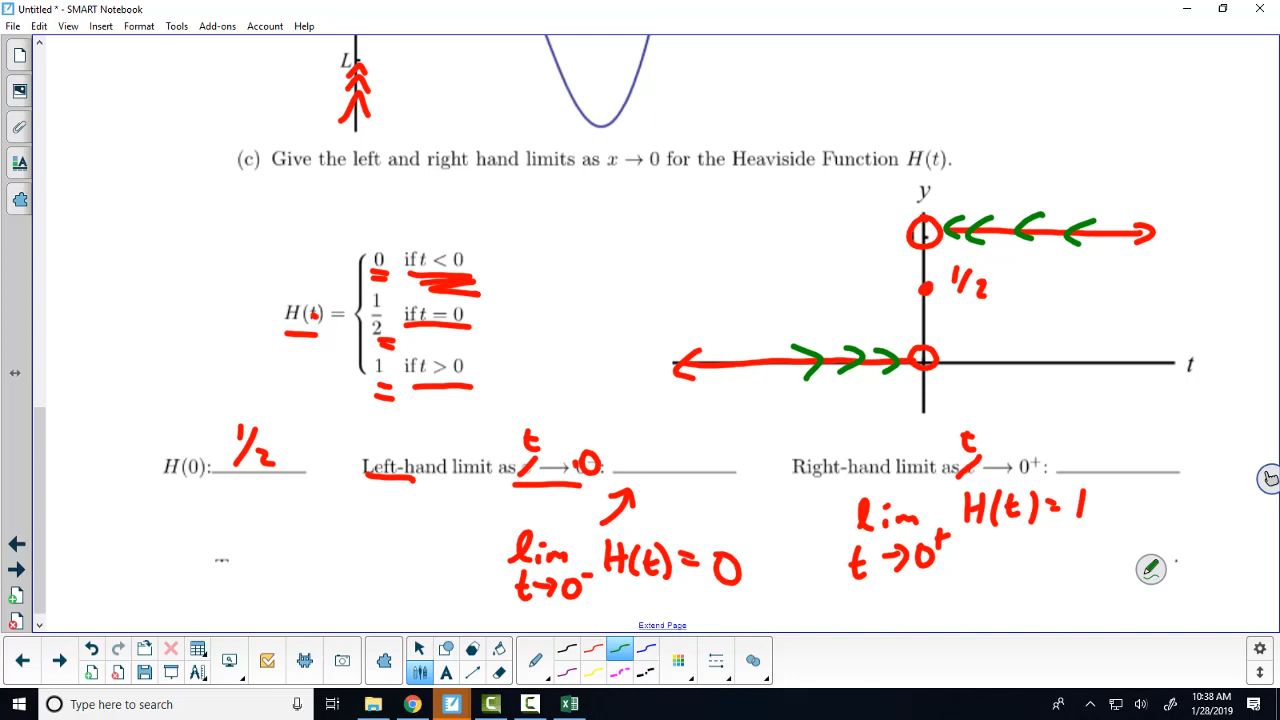 Untitled * - SMART Notebook
File Edit View Insert Format Tools Add-ons Account Help
L
(c) Give the left and right hand limits as x → 0 for the Heaviside Function H(t).
y
1/2
t
H(t) =
0 if t < 0
1/2 if t = 0
1 if t > 0
H(0): 1/2
Left-hand limit as t → 0:
Right-hand limit as t → 0⁺:
lim t→0⁻ H(t) = 0
lim t→0⁺ H(t) = 1
Extend Page
Type here to search
10:38 AM
1/28/2019